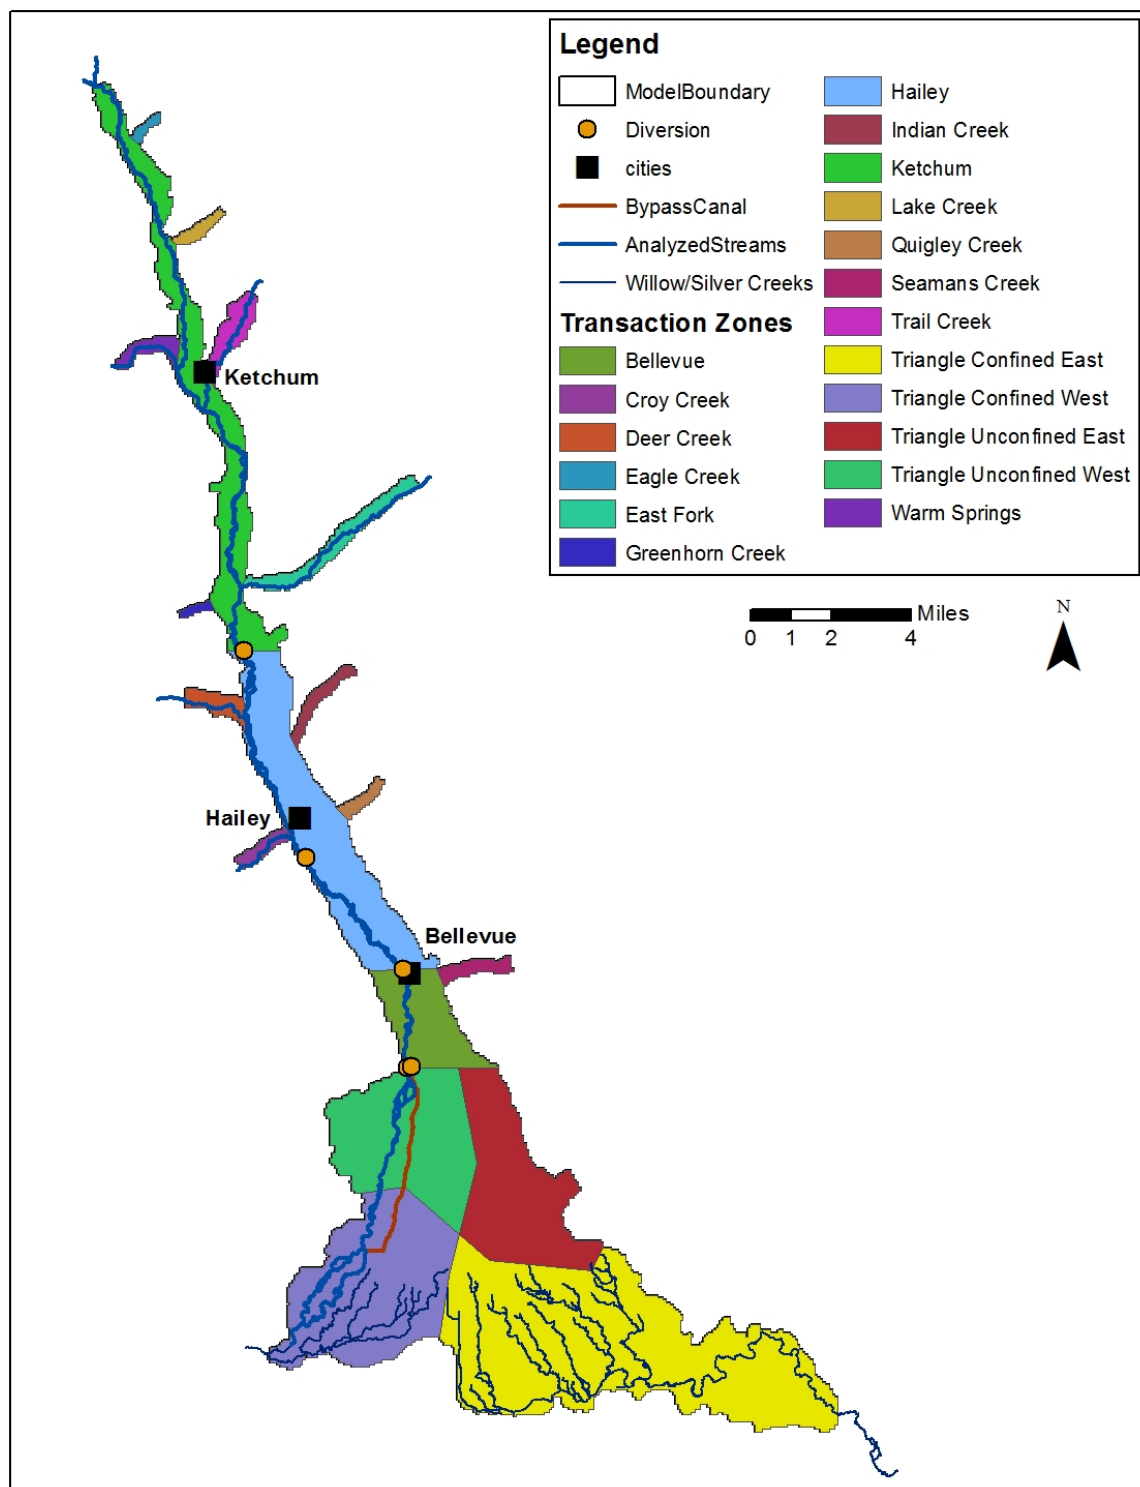 Legend
ModelBoundary
Diversion
cities
BypassCanal
AnalyzedStreams
Willow/Silver Creeks
Transaction Zones
Bellevue
Croy Creek
Deer Creek
Eagle Creek
East Fork
Greenhorn Creek
Hailey
Indian Creek
Ketchum
Lake Creek
Quigley Creek
Seamans Creek
Trail Creek
Triangle Confined East
Triangle Confined West
Triangle Unconfined East
Triangle Unconfined West
Warm Springs
Ketchum
Miles
0 1 2 4
N
Hailey
Bellevue